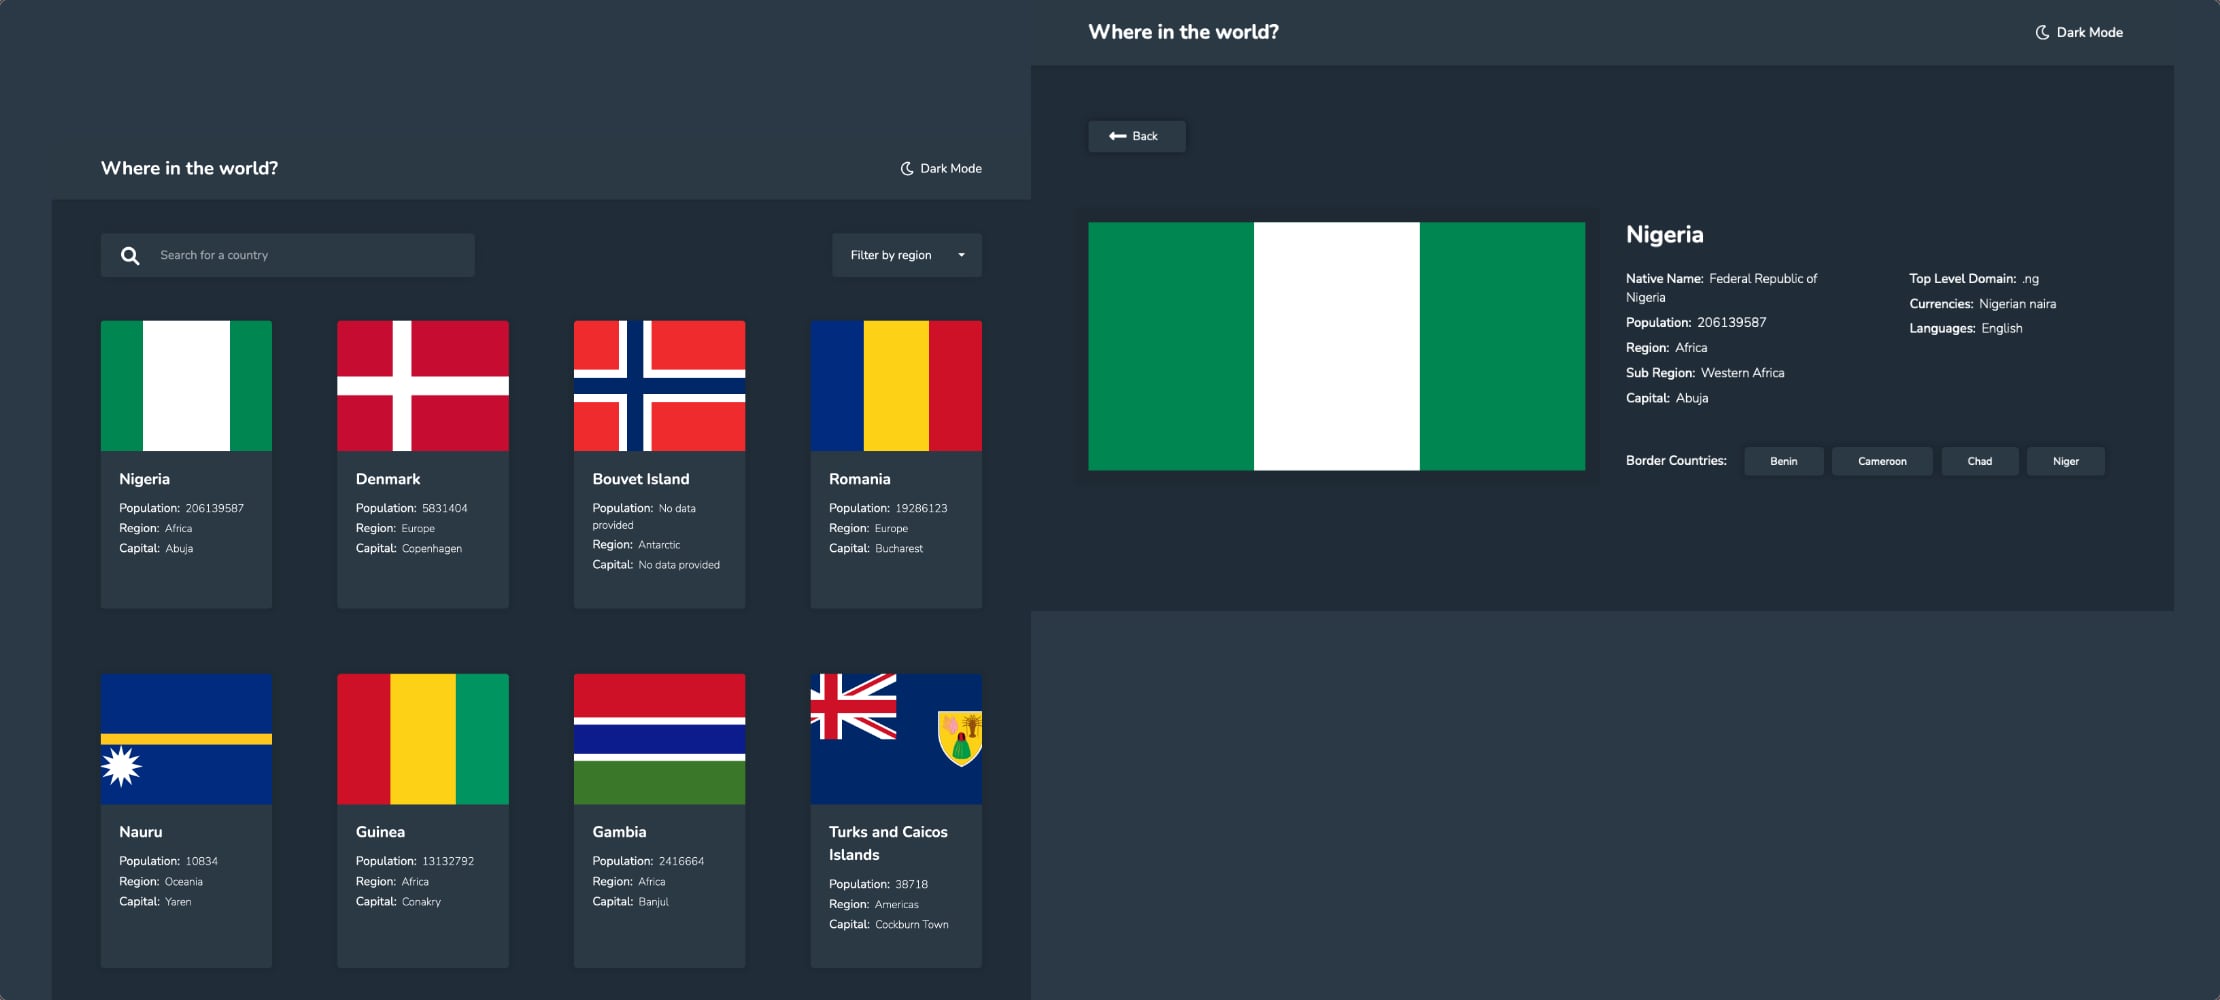 Where in the world?
Dark Mode
Search for a country
Filter by region
Nigeria
Population: 206139587
Region: Africa
Capital: Abuja
Denmark
Population: 5831404
Region: Europe
Capital: Copenhagen
Bouvet Island
Population: No data
provided
Region: Antarctic
Capital: No data provided
Romania
Population: 19286123
Region: Europe
Capital: Bucharest
Nauru
Population: 10834
Region: Oceania
Capital: Yaren
Guinea
Population: 13132792
Region: Africa
Capital: Conakry
Gambia
Population: 2416664
Region: Africa
Capital: Banjul
Turks and Caicos
Islands
Population: 38718
Region: Americas
Capital: Cockburn Town
Where in the world?
Dark Mode
Back
Nigeria
Native Name: Federal Republic of
Nigeria
Population: 206139587
Region: Africa
Sub Region: Western Africa
Capital: Abuja
Top Level Domain: .ng
Currencies: Nigerian naira
Languages: English
Border Countries: Benin Cameroon Chad Niger